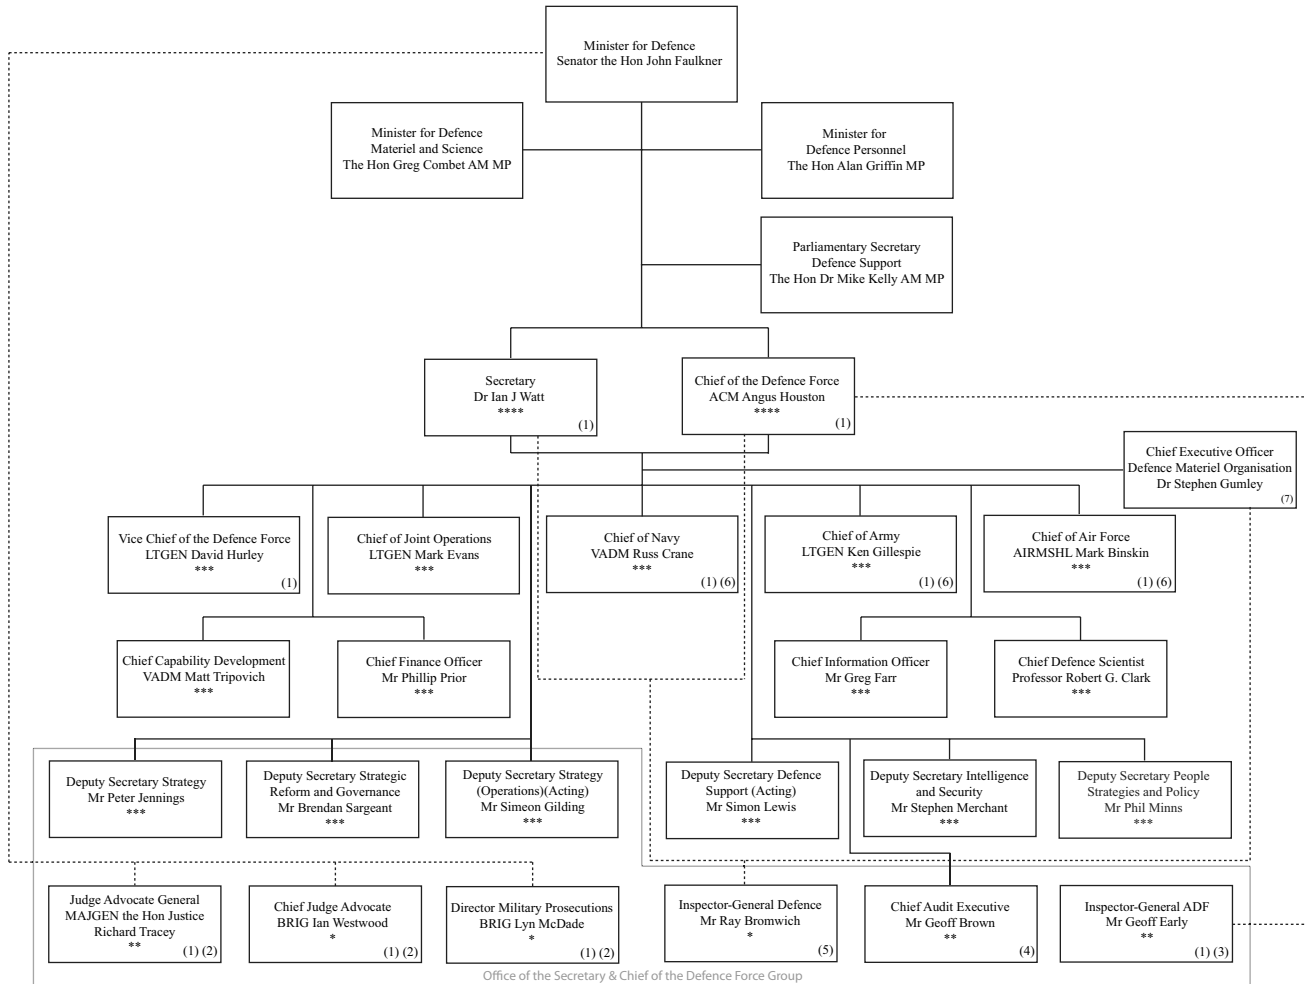 Minister for Defence
Senator the Hon John Faulkner
Minister for Defence
Materiel and Science
The Hon Greg Combet AM MP
Minister for
Defence Personnel
The Hon Alan Griffin MP
Parliamentary Secretary
Defence Support
The Hon Dr Mike Kelly AM MP
Secretary
Dr Ian J Watt
****
(1)
Chief of the Defence Force
ACM Angus Houston
****
(1)
Chief Executive Officer
Defence Materiel Organisation
Dr Stephen Gumley
(7)
Vice Chief of the Defence Force
LTGEN David Hurley
***
(1)
Chief of Joint Operations
LTGEN Mark Evans
***
Chief of Navy
VADM Russ Crane
***
(1) (6)
Chief of Army
LTGEN Ken Gillespie
***
(1) (6)
Chief of Air Force
AIRMSHL Mark Binskin
***
(1) (6)
Chief Capability Development
VADM Matt Tripovich
***
Chief Finance Officer
Mr Phillip Prior
***
Chief Information Officer
Mr Greg Farr
***
Chief Defence Scientist
Professor Robert G. Clark
***
Deputy Secretary Strategy
Mr Peter Jennings
***
Deputy Secretary Strategic
Reform and Governance
Mr Brendan Sargeant
***
Deputy Secretary Strategy
(Operations)(Acting)
Mr Simeon Gilding
***
Deputy Secretary Defence
Support (Acting)
Mr Simon Lewis
***
Deputy Secretary Intelligence
and Security
Mr Stephen Merchant
***
Deputy Secretary People
Strategies and Policy
Mr Phil Minns
***
Judge Advocate General
MAJGEN the Hon Justice
Richard Tracey
**
(1) (2)
Chief Judge Advocate
BRIG Ian Westwood
*
(1) (2)
Director Military Prosecutions
BRIG Lyn McDade
*
(1) (2)
Inspector-General Defence
Mr Ray Bromwich
*
(5)
Chief Audit Executive
Mr Geoff Brown
**
(4)
Inspector-General ADF
Mr Geoff Early
**
(1) (3)
Office of the Secretary & Chief of the Defence Force Group